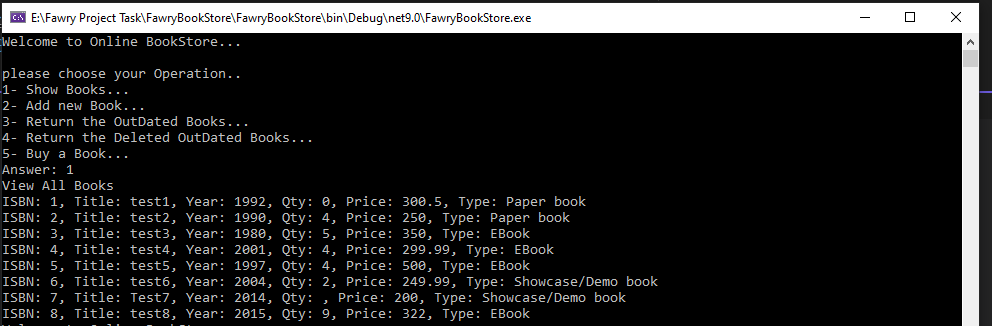 E:\Fawry Project Task\FawryBookStore\FawryBookStore\bin\Debug\net9.0\FawryBookStore.exe
Welcome to Online BookStore...
please choose your Operation..
1- Show Books...
2- Add new Book...
3- Return the OutDated Books...
4- Return the Deleted OutDated Books...
5- Buy a Book...
Answer: 1
View All Books
ISBN: 1, Title: test1, Year: 1992, Qty: 0, Price: 300.5, Type: Paper book
ISBN: 2, Title: test2, Year: 1990, Qty: 4, Price: 250, Type: Paper book
ISBN: 3, Title: test3, Year: 1980, Qty: 5, Price: 350, Type: EBook
ISBN: 4, Title: test4, Year: 2001, Qty: 4, Price: 299.99, Type: EBook
ISBN: 5, Title: test5, Year: 1997, Qty: 4, Price: 500, Type: EBook
ISBN: 6, Title: test6, Year: 2004, Qty: 2, Price: 249.99, Type: Showcase/Demo book
ISBN: 7, Title: Test7, Year: 2014, Qty: , Price: 200, Type: Showcase/Demo book
ISBN: 8, Title: test8, Year: 2015, Qty: 9, Price: 322, Type: EBook